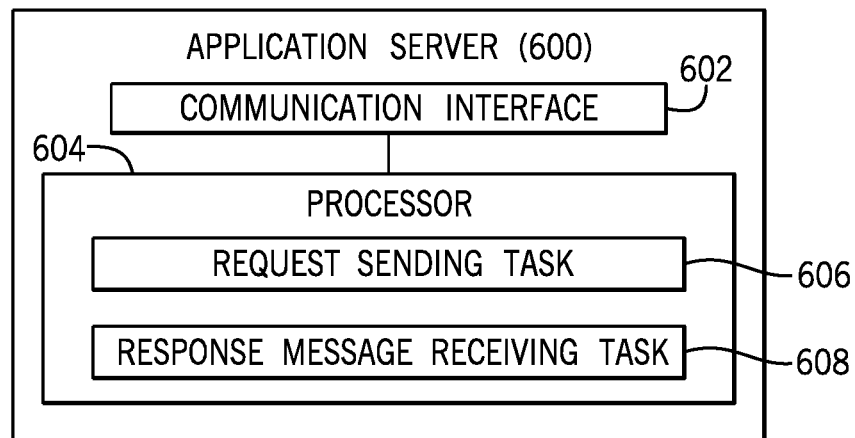 APPLICATION SERVER (600)
602
COMMUNICATION INTERFACE
604
PROCESSOR
REQUEST SENDING TASK
606
RESPONSE MESSAGE RECEIVING TASK
608